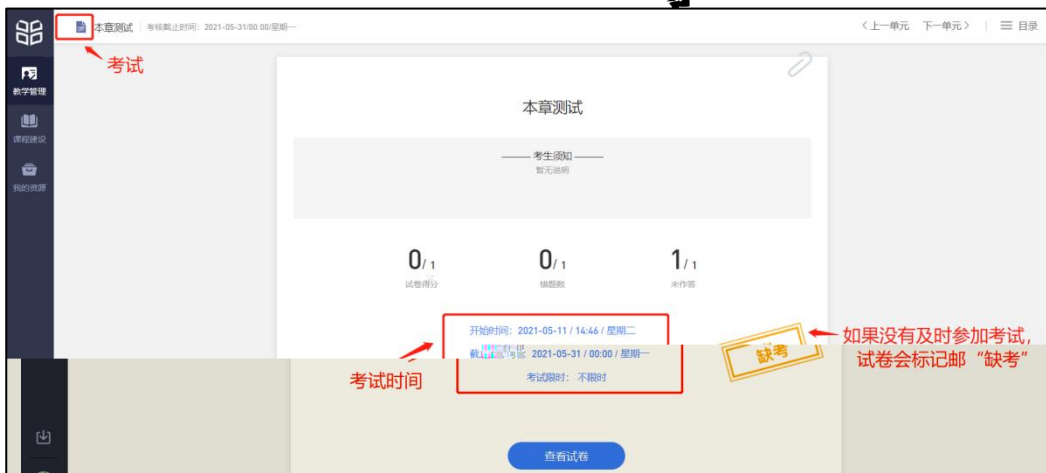 本章测试 考核截止时间：2021-05-31/00:00/星期一
上一单元 下一单元 目录
考试
教学管理
课程建设
我的资源
本章测试
考生须知
暂无说明
0/ 1 0/ 1 1/ 1
试卷得分 错题数 未作答
开始时间：2021-05-11 / 14:46 / 星期二
2021-05-31 / 00:00 / 星期一
考试限时：不限时
考试时间
缺考
如果没有及时参加考试，
试卷会标记邮“缺考”
查看试卷